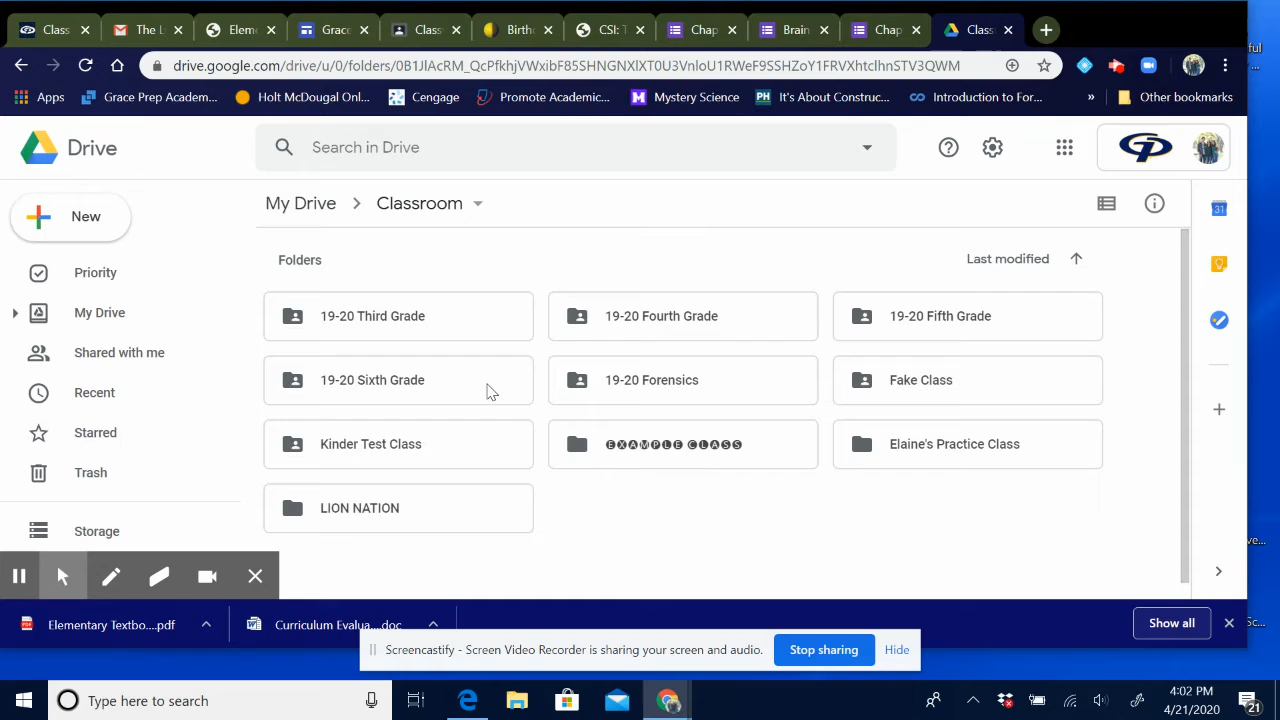 Class
The L
Eleme
Grace
Class
Birth
CSI: T
Chap
Brain
Chap
Class
drive.google.com/drive/u/0/folders/
Apps
Grace Prep Academ...
Holt McDougal Onl...
Cengage
Promote Academic...
Mystery Science
PH It's About Construc...
Introduction to For...
»
Other bookmarks
Drive
Search in Drive
GP
New
My Drive > Classroom
31
Folders
Last modified
Priority
My Drive
Shared with me
Recent
Starred
Trash
Storage
19-20 Third Grade
19-20 Fourth Grade
19-20 Fifth Grade
19-20 Sixth Grade
19-20 Forensics
Fake Class
Kinder Test Class
🅔🅧🅐🅜🅟🅛🅔 🅒🅛🅐🅢🅢
Elaine's Practice Class
LION NATION
Elementary Textbo....pdf
Curriculum Evalua....doc
Show all
Screencastify - Screen Video Recorder is sharing your screen and audio.
Stop sharing
Hide
Type here to search
4:02 PM
4/21/2020
21